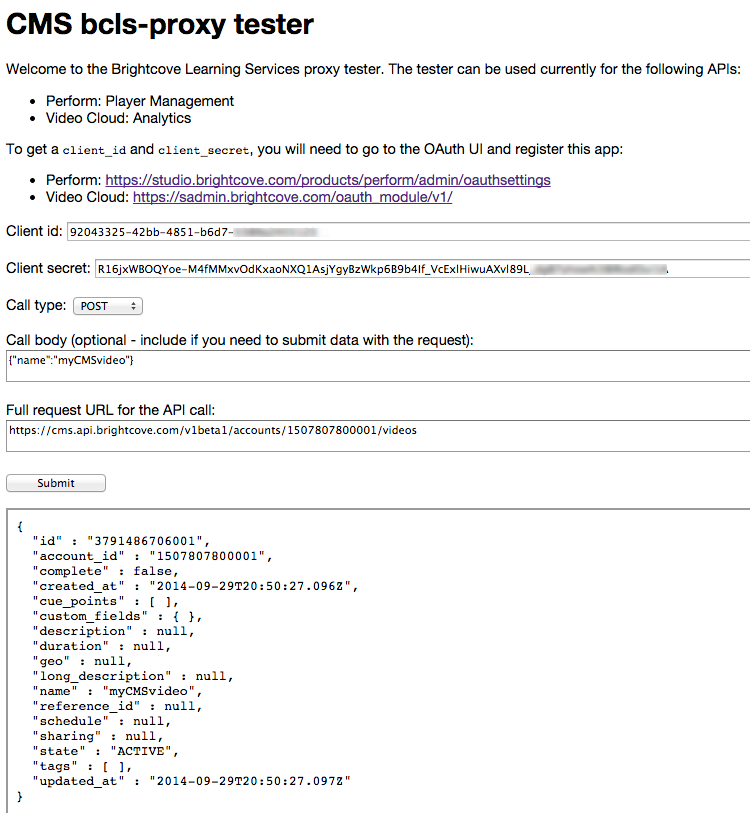 CMS bcls-proxy tester
Welcome to the Brightcove Learning Services proxy tester. The tester can be used currently for the following APIs:
• Perform: Player Management
• Video Cloud: Analytics
To get a client_id and client_secret, you will need to go to the OAuth UI and register this app:
• Perform: https://studio.brightcove.com/products/perform/admin/oauthsettings
• Video Cloud: https://sadmin.brightcove.com/oauth_module/v1/
Client id: 92043325-42bb-4851-b6d7-
Client secret: R16jxWBOQYoe-M4fMMxvOdKxaoNXQ1AsjYgyBzWkp6B9b4If_VcExlHiwuAXvl89L_
Call type: POST
Call body (optional - include if you need to submit data with the request):
{"name":"myCMSvideo"}
Full request URL for the API call:
https://cms.api.brightcove.com/v1beta1/accounts/1507807800001/videos
Submit
{
"id" : "3791486706001",
"account_id" : "1507807800001",
"complete" : false,
"created_at" : "2014-09-29T20:50:27.096Z",
"cue_points" : [ ],
"custom_fields" : { },
"description" : null,
"duration" : null,
"geo" : null,
"long_description" : null,
"name" : "myCMSvideo",
"reference_id" : null,
"schedule" : null,
"sharing" : null,
"state" : "ACTIVE",
"tags" : [ ],
"updated_at" : "2014-09-29T20:50:27.097Z"
}